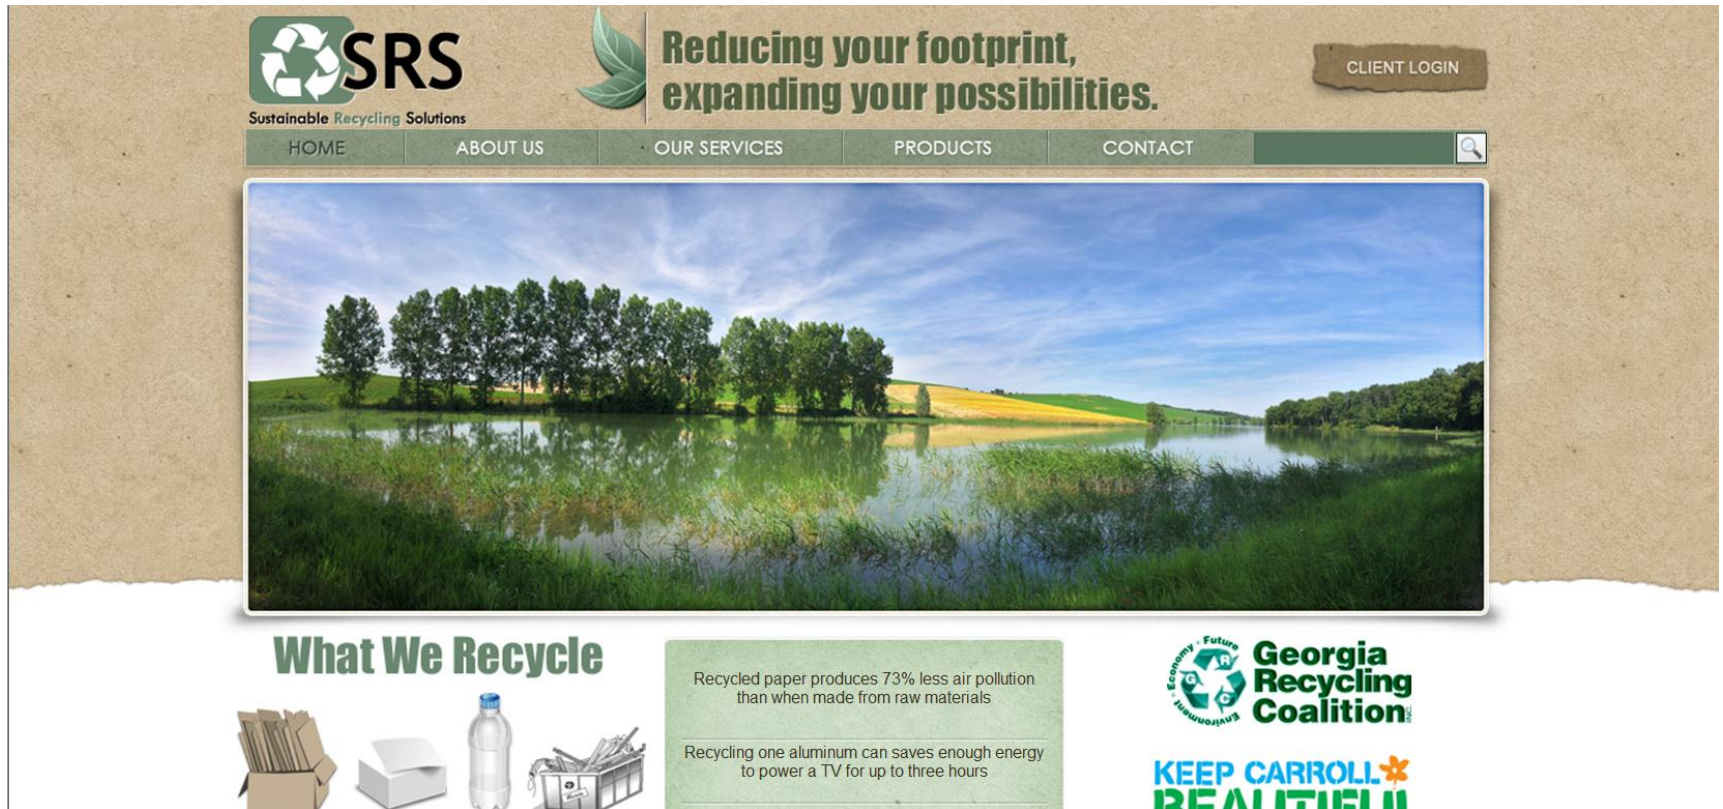 SRS
Sustainable Recycling Solutions
Reducing your footprint,
expanding your possibilities.
CLIENT LOGIN
HOME
ABOUT US
OUR SERVICES
PRODUCTS
CONTACT
What We Recycle
Recycled paper produces 73% less air pollution
than when made from raw materials
Recycling one aluminum can saves enough energy
to power a TV for up to three hours
Economy + Future
Environment
GRC
Georgia
Recycling
Coalition INC.
KEEP CARROLL
BEAUTIFUL